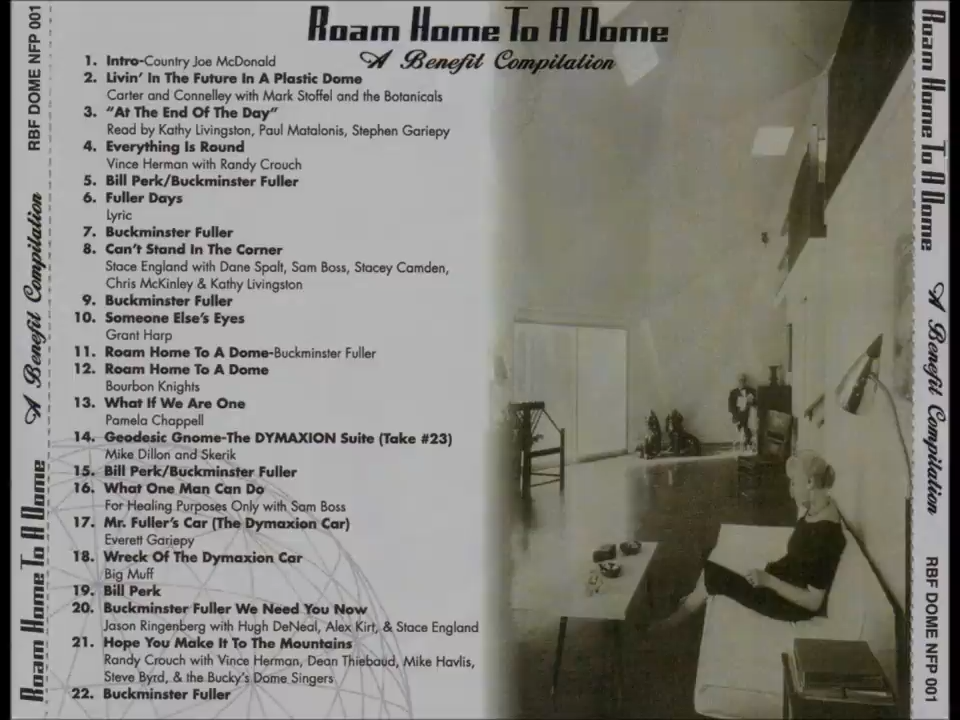 Roam Home To A Dome
A Benefit Compilation
1. Intro-Country Joe McDonald
2. Livin' In The Future In A Plastic Dome
Carter and Connelley with Mark Stoffel and the Botanicals
3. "At The End Of The Day"
Read by Kathy Livingston, Paul Matalonis, Stephen Gariepy
4. Everything Is Round
Vince Herman with Randy Crouch
5. Bill Perk/Buckminster Fuller
6. Fuller Days
Lyric
7. Buckminster Fuller
8. Can't Stand In The Corner
Stace England with Dane Spalt, Sam Boss, Stacey Camden,
Chris McKinley & Kathy Livingston
9. Buckminster Fuller
10. Someone Else's Eyes
Grant Harp
11. Roam Home To A Dome-Buckminster Fuller
12. Roam Home To A Dome
Bourbon Knights
13. What If We Are One
Pamela Chappell
14. Geodesic Gnome-The DYMAXION Suite (Take #23)
Mike Dillon and Skerik
15. Bill Perk/Buckminster Fuller
16. What One Man Can Do
For Healing Purposes Only with Sam Boss
17. Mr. Fuller's Car (The Dymaxion Car)
Everett Gariepy
18. Wreck Of The Dymaxion Car
Big Muff
19. Bill Perk
20. Buckminster Fuller We Need You Now
Jason Ringenberg with Hugh DeNeal, Alex Kirt, & Stace England
21. Hope You Make It To The Mountains
Randy Crouch with Vince Herman, Dean Thiebaud, Mike Havlis,
Steve Byrd, & the Bucky's Dome Singers
22. Buckminster Fuller
Roam Home To A Dome A Benefit Compilation RBF DOME NFP 001
Roam Home To A Dome A Benefit Compilation RBF DOME NFP 001